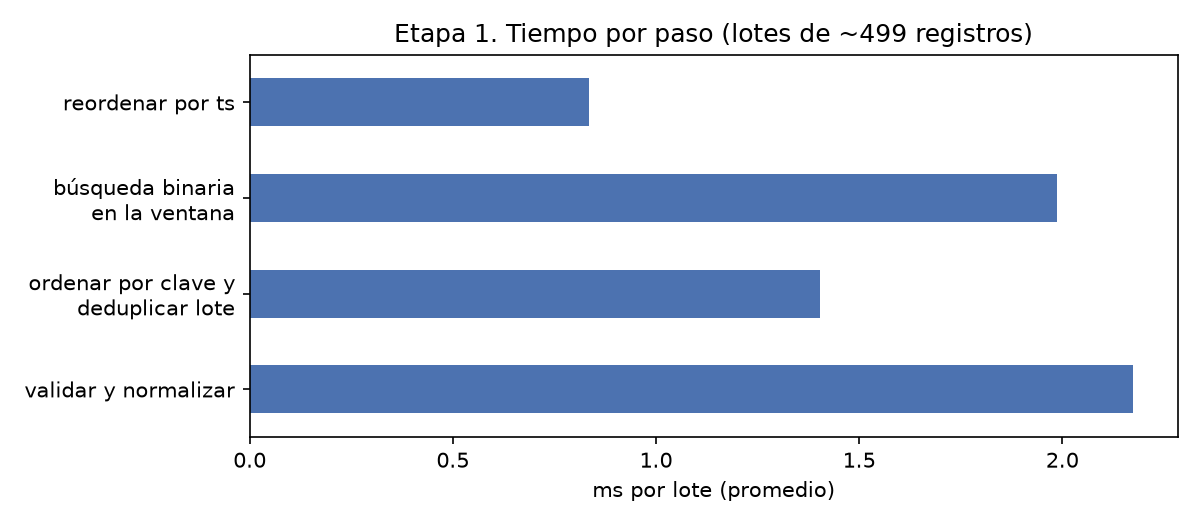 Etapa 1. Tiempo por paso (lotes de ~499 registros)
reordenar por ts
búsqueda binaria
en la ventana
ordenar por clave y
deduplicar lote
validar y normalizar
0.0 0.5 1.0 1.5 2.0
ms por lote (promedio)